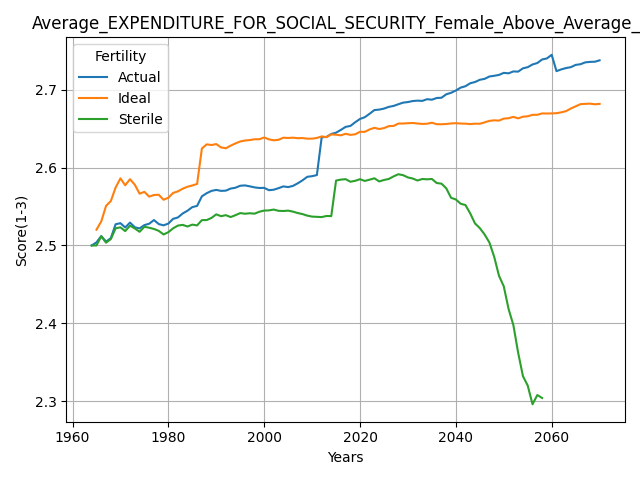 Average_EXPENDITURE_FOR_SOCIAL_SECURITY_Female_Above_Average_
Fertility
Actual
Ideal
Sterile
Score(1-3)
2.7
2.6
2.5
2.4
2.3
1960 1980 2000 2020 2040 2060
Years